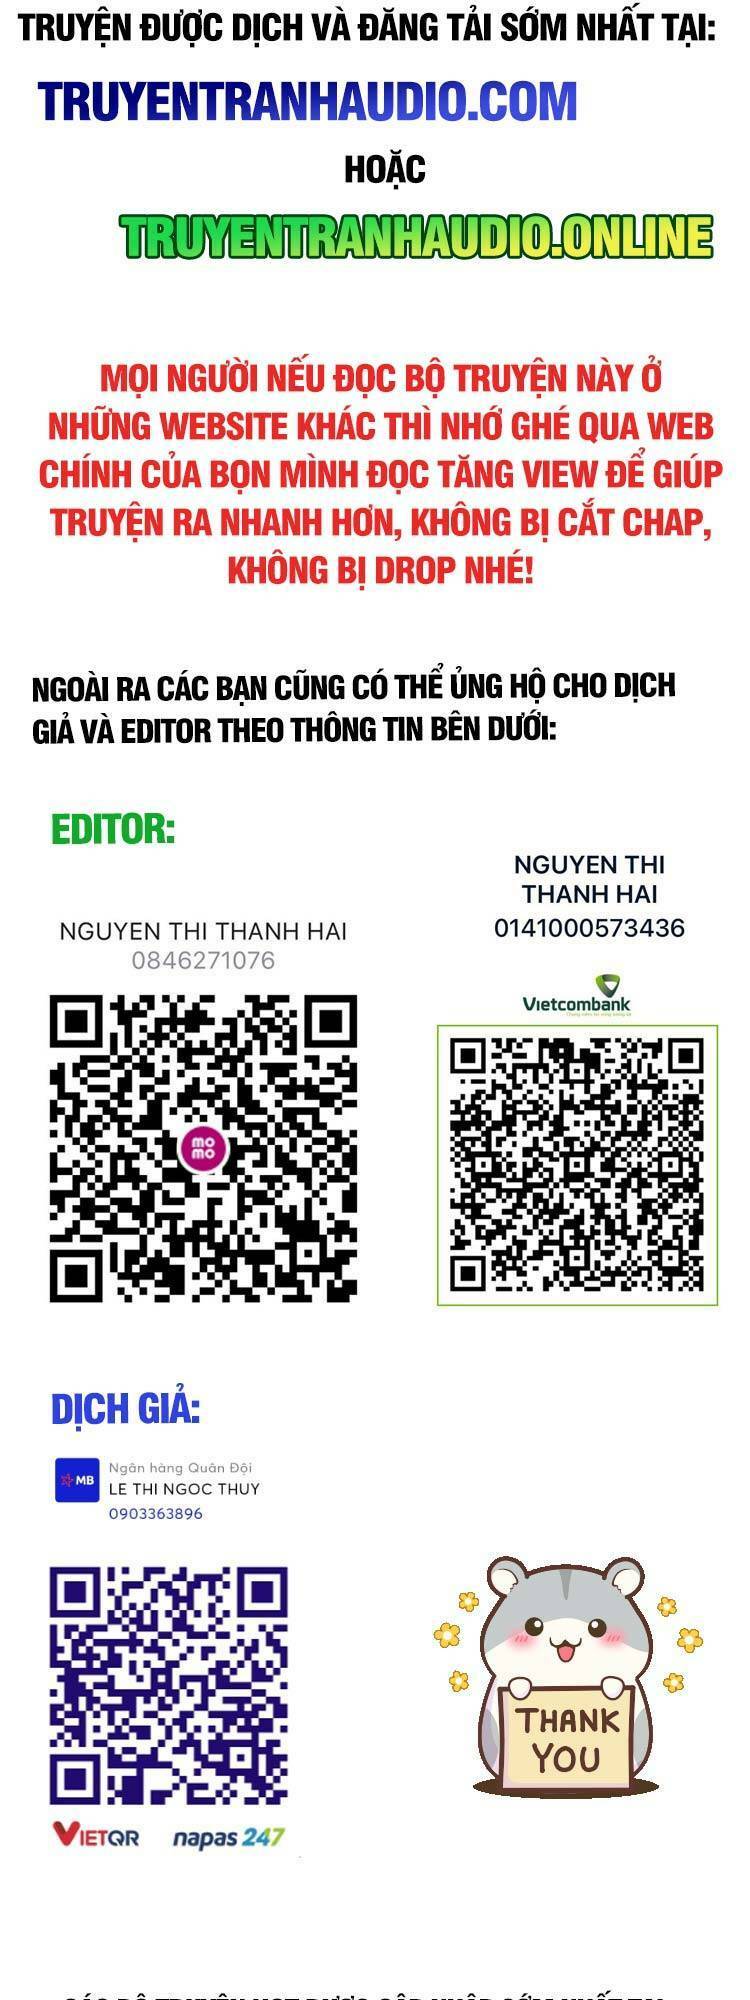 TRUYỆN ĐƯỢC DỊCH VÀ ĐĂNG TẢI SỚM NHẤT TẠI:
TRUYENTRANHAUDIO.COM
HOẶC
TRUYENTRANHAUDIO.ONLINE
MỌI NGƯỜI NẾU ĐỌC BỘ TRUYỆN NÀY Ở
NHỮNG WEBSITE KHÁC THÌ NHỚ GHÉ QUA WEB
CHÍNH CỦA BỌN MÌNH ĐỌC TĂNG VIEW ĐỂ GIÚP
TRUYỆN RA NHANH HƠN, KHÔNG BỊ CẮT CHAP,
KHÔNG BỊ DROP NHÉ!
NGOÀI RA CÁC BẠN CŨNG CÓ THỂ ỦNG HỘ CHO DỊCH
GIẢ VÀ EDITOR THEO THÔNG TIN BÊN DƯỚI:
EDITOR:
NGUYEN THI THANH HAI
0846271076
mo
mo
NGUYEN THI
THANH HAI
0141000573436
Vietcombank
DỊCH GIẢ:
MB
Ngân hàng Quân Đội
LE THI NGOC THUY
0903363896
VIETQR
napas 247
THANK
YOU